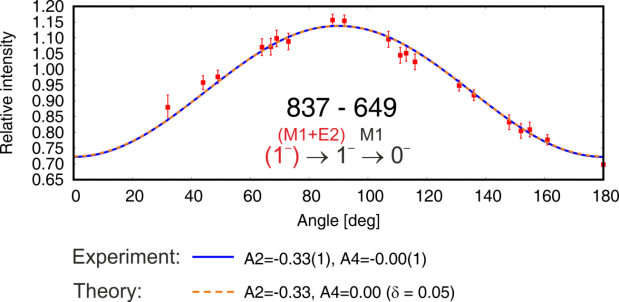 1.20
1.15
1.10
1.05
1.00
0.95
0.90
0.85
0.80
0.75
0.70
0.65
Relative intensity
837 - 649
(M1+E2) M1
(1⁻) → 1⁻ → 0⁻
0 20 40 60 80 100 120 140 160 180
Angle [deg]
Experiment: A2=-0.33(1), A4=-0.00(1)
Theory: A2=-0.33, A4=0.00 (δ = 0.05)